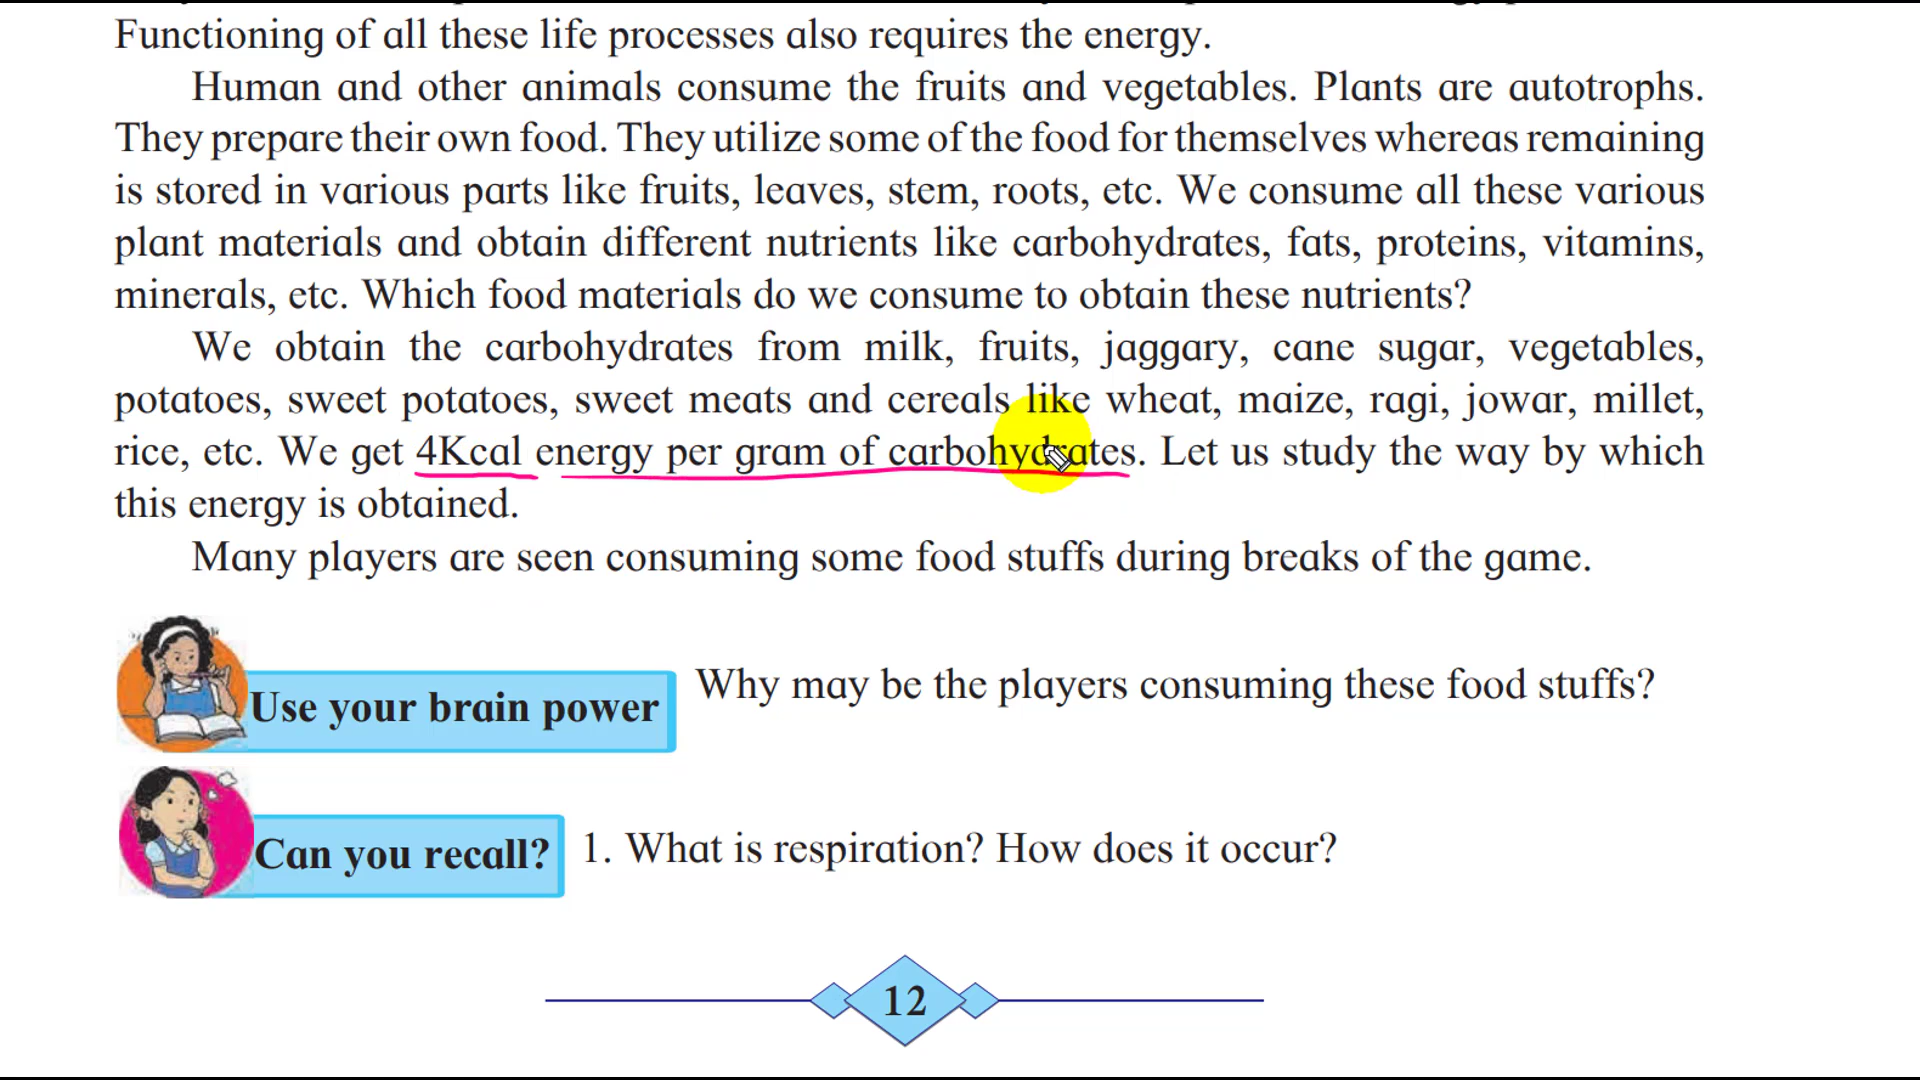 Functioning of all these life processes also requires the energy.
Human and other animals consume the fruits and vegetables. Plants are autotrophs.
They prepare their own food. They utilize some of the food for themselves whereas remaining
is stored in various parts like fruits, leaves, stem, roots, etc. We consume all these various
plant materials and obtain different nutrients like carbohydrates, fats, proteins, vitamins,
minerals, etc. Which food materials do we consume to obtain these nutrients?
We obtain the carbohydrates from milk, fruits, jaggary, cane sugar, vegetables,
potatoes, sweet potatoes, sweet meats and cereals like wheat, maize, ragi, jowar, millet,
rice, etc. We get 4Kcal energy per gram of carbohydrates. Let us study the way by which
this energy is obtained.
Many players are seen consuming some food stuffs during breaks of the game.
Use your brain power
Why may be the players consuming these food stuffs?
Can you recall?
1. What is respiration? How does it occur?
12